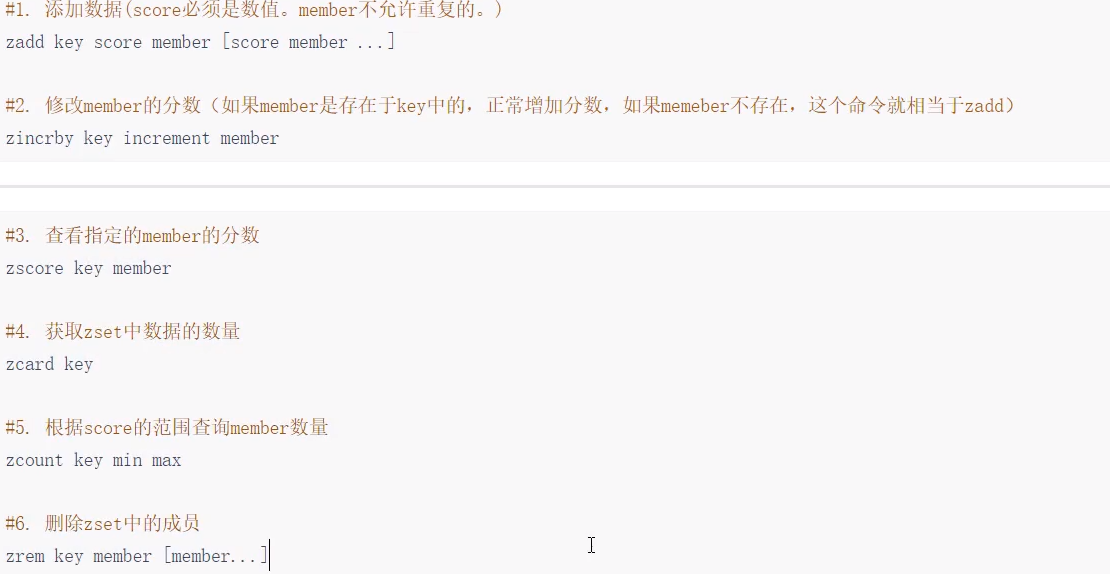 #1. 添加数据(score必须是数值。member不允许重复的。)
zadd key score member [score member ...]
#2. 修改member的分数（如果member是存在于key中的，正常增加分数，如果memeber不存在，这个命令就相当于zadd）
zincrby key increment member
#3. 查看指定的member的分数
zscore key member
#4. 获取zset中数据的数量
zcard key
#5. 根据score的范围查询member数量
zcount key min max
#6. 删除zset中的成员
zrem key member [member...]